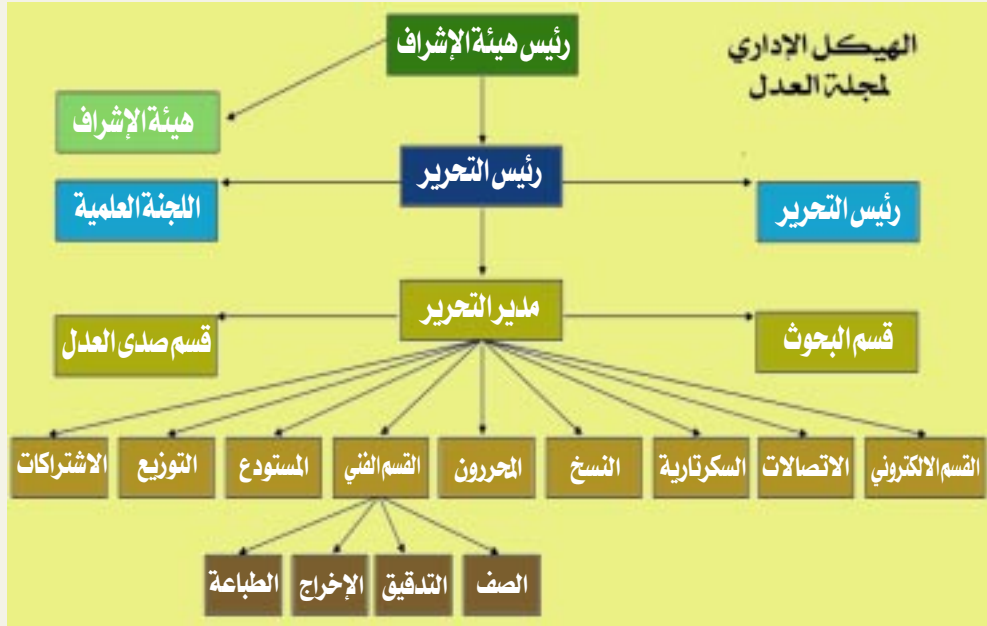 الهيكل الإداري
لمجلة العدل
رئيس هيئة الإشراف
هيئة الإشراف
رئيس التحرير
رئيس التحرير
اللجنة العلمية
مدير التحرير
قسم البحوث
قسم صدى العدل
القسم الالكتروني
الاتصالات
السكرتارية
النسخ
المحررون
القسم الفني
المستودع
التوزيع
الاشتراكات
الصف
التدقيق
الإخراج
الطباعة